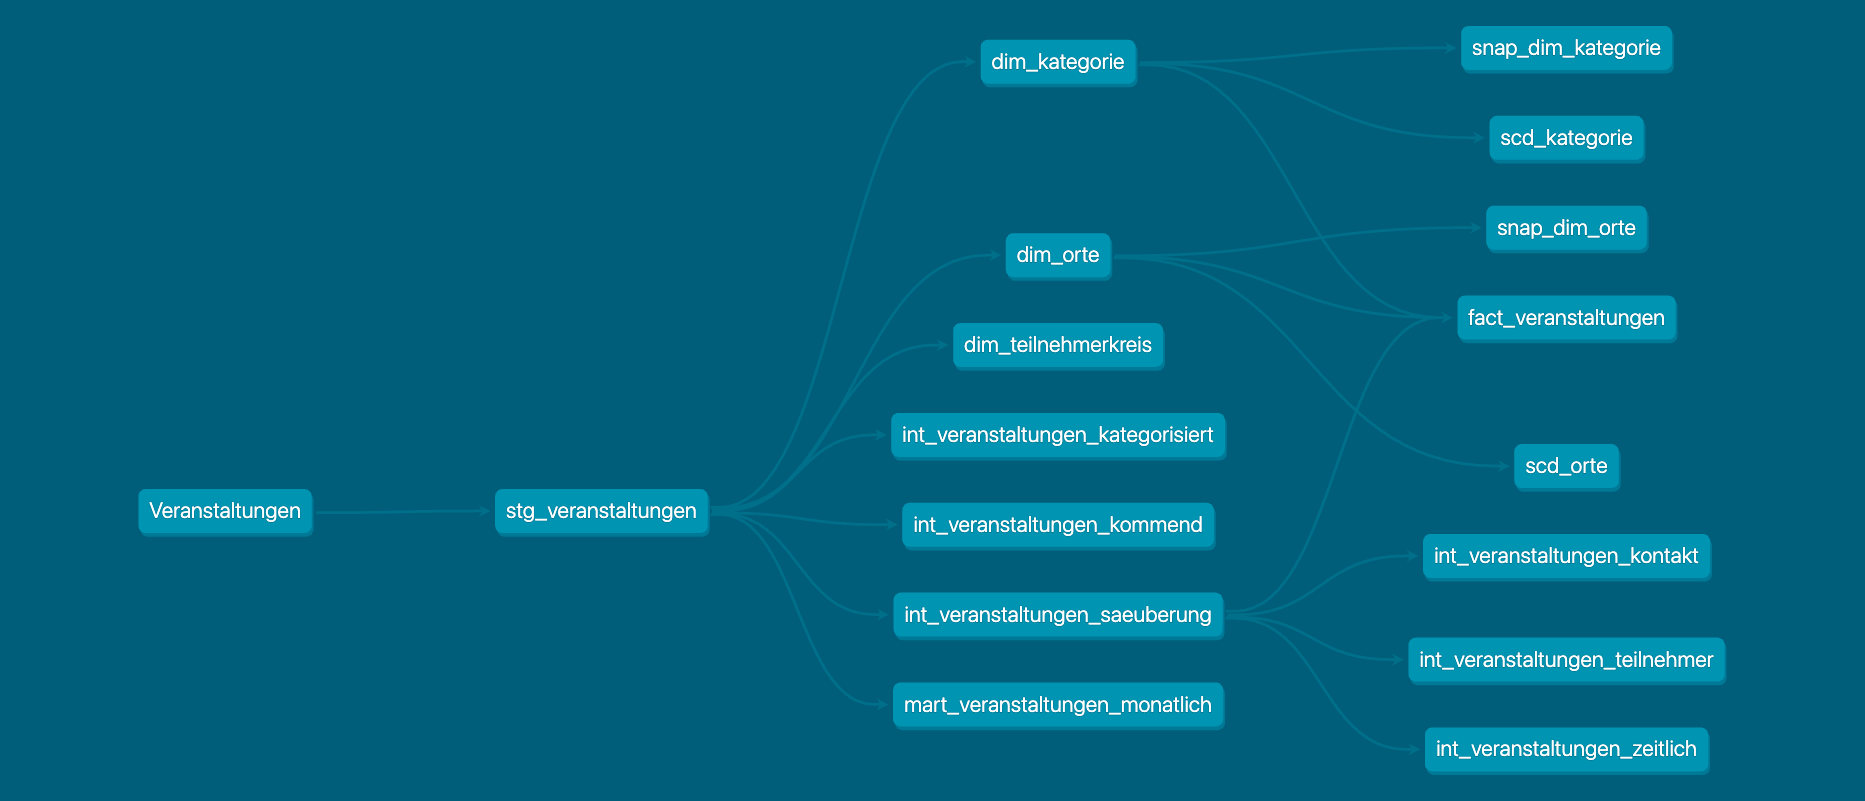 Veranstaltungen
stg_veranstaltungen
dim_kategorie
dim_orte
dim_teilnehmerkreis
int_veranstaltungen_kategorisiert
int_veranstaltungen_kommend
int_veranstaltungen_saeuberung
mart_veranstaltungen_monatlich
snap_dim_kategorie
scd_kategorie
snap_dim_orte
fact_veranstaltungen
scd_orte
int_veranstaltungen_kontakt
int_veranstaltungen_teilnehmer
int_veranstaltungen_zeitlich